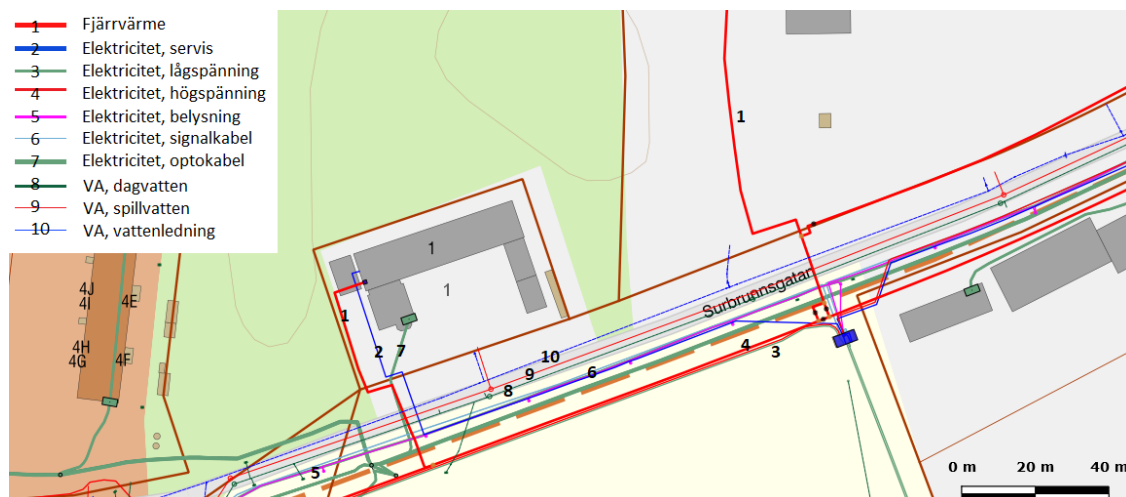 1 Fjärrvärme
2 Elektricitet, servis
3 Elektricitet, lågspänning
4 Elektricitet, högspänning
5 Elektricitet, belysning
6 Elektricitet, signalkabel
7 Elektricitet, optokabel
8 VA, dagvatten
9 VA, spillvatten
10 VA, vattenledning
1
1
1
Surbrunnsgatan
4J
4I
4E
4H
4G
4F
1
2
7
10
9
8
6
4
3
5
0 m 20 m 40 m